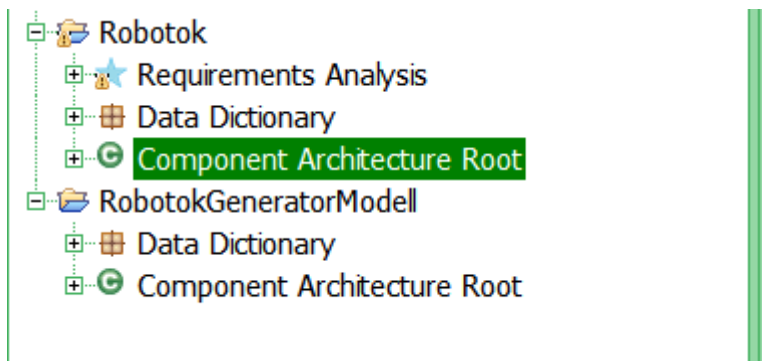 Robotok
Requirements Analysis
Data Dictionary
Component Architecture Root
RobotokGeneratorModell
Data Dictionary
Component Architecture Root